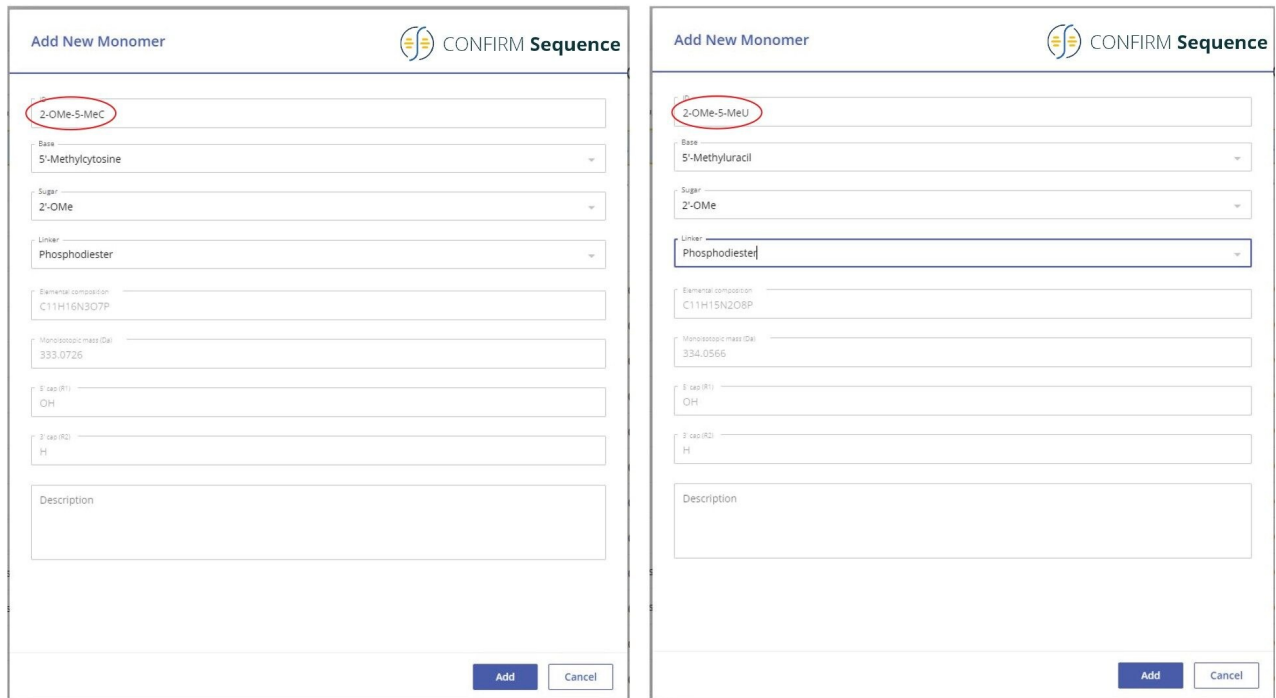 Add New Monomer
CONFIRM Sequence
ID
2-OMe-5-MeC
Base
5'-Methylcytosine
Sugar
2'-OMe
Linker
Phosphodiester
Elemental composition
C11H16N3O7P
Monoisotopic mass (Da)
333.0726
5' cap (R1)
OH
3' cap (R2)
H
Description
Add
Cancel
Add New Monomer
CONFIRM Sequence
ID
2-OMe-5-MeU
Base
5'-Methyluracil
Sugar
2'-OMe
Linker
Phosphodiester
Elemental composition
C11H15N2O8P
Monoisotopic mass (Da)
334.0566
5' cap (R1)
OH
3' cap (R2)
H
Description
Add
Cancel